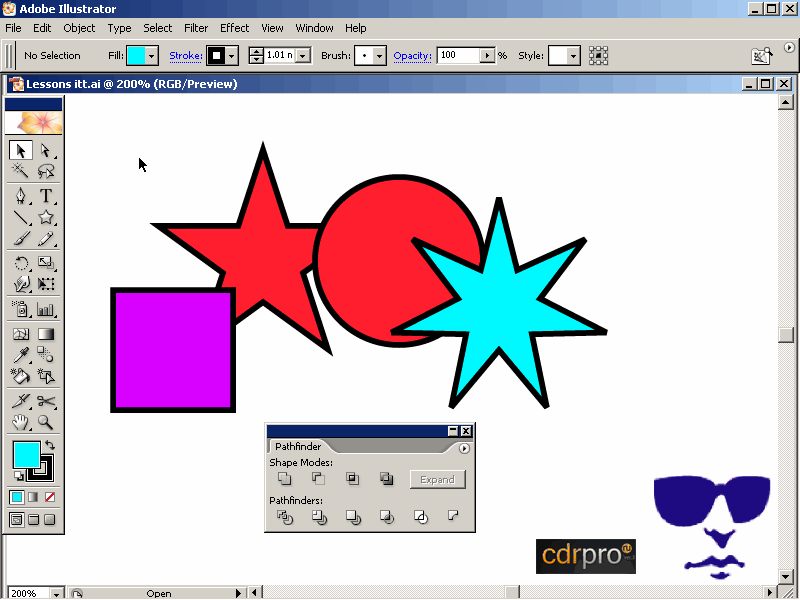 Adobe Illustrator
File Edit Object Type Select Filter Effect View Window Help
No Selection Fill: Stroke: 1.01 n Brush: Opacity: 100 % Style:
Lessons itt.ai @ 200% (RGB/Preview)
T
Pathfinder
Shape Modes:
Expand
Pathfinders:
cdrpro
200% Open